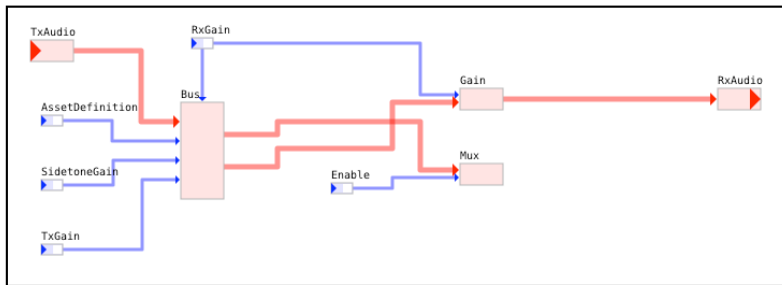 TxAudio
RxGain
Gain
RxAudio
Bus
AssetDefinition
SidetoneGain
Mux
Enable
TxGain